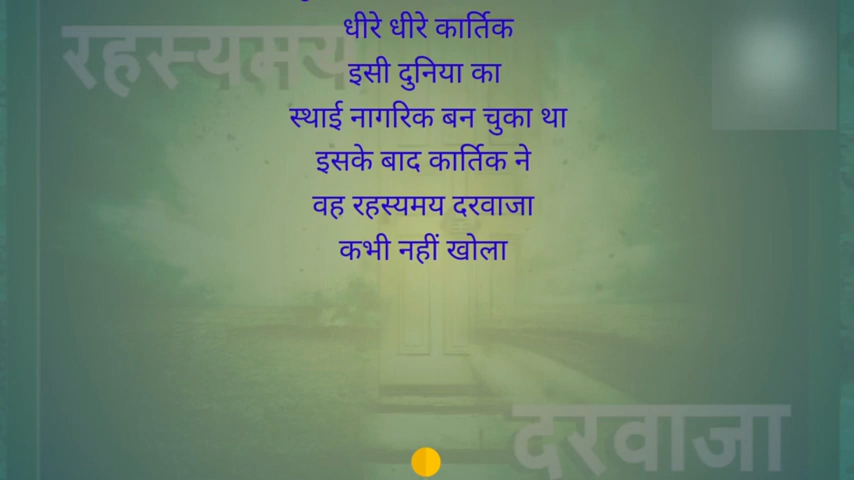 रहस्यमय
धीरे धीरे कार्तिक
इसी दुनिया का
स्थाई नागरिक बन चुका था
इसके बाद कार्तिक ने
वह रहस्यमय दरवाजा
कभी नहीं खोला
दरवाजा